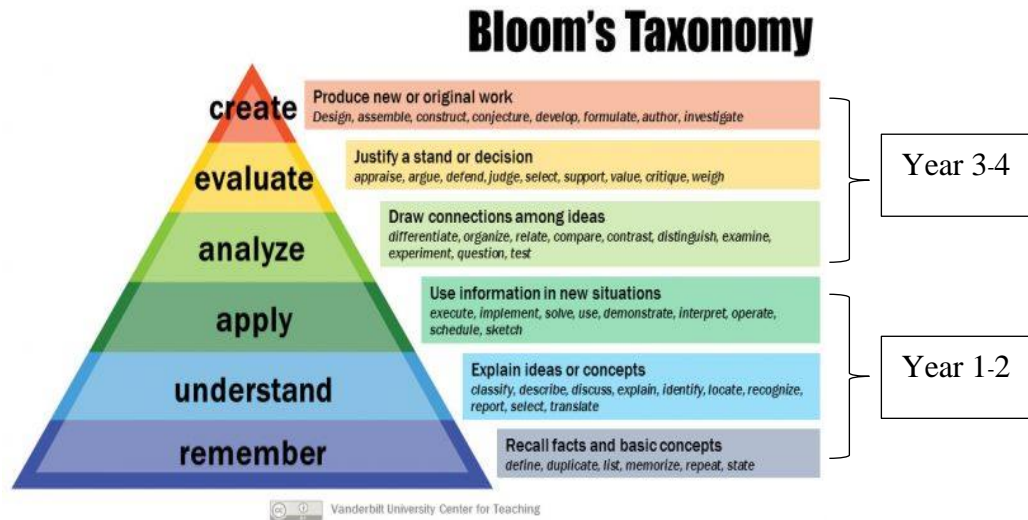 Bloom's Taxonomy
create
Produce new or original work
Design, assemble, construct, conjecture, develop, formulate, author, investigate
evaluate
Justify a stand or decision
appraise, argue, defend, judge, select, support, value, critique, weigh
Year 3-4
analyze
Draw connections among ideas
differentiate, organize, relate, compare, contrast, distinguish, examine,
experiment, question, test
apply
Use information in new situations
execute, implement, solve, use, demonstrate, interpret, operate,
schedule, sketch
understand
Explain ideas or concepts
classify, describe, discuss, explain, identify, locate, recognize,
report, select, translate
Year 1-2
remember
Recall facts and basic concepts
define, duplicate, list, memorize, repeat, state
cc
Vanderbilt University Center for Teaching